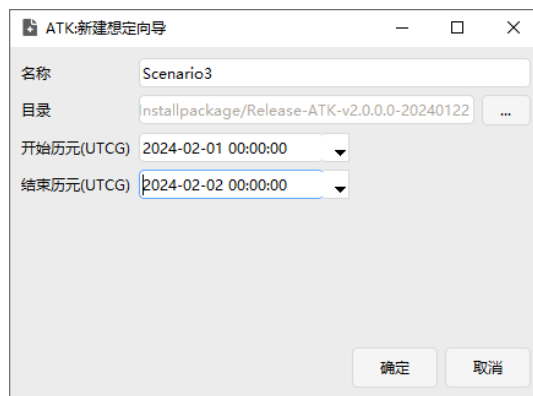 ATK:新建想定向导
名称 Scenario3
目录 Installpackage/Release-ATK-v2.0.0.0-20240122 ...
开始历元(UTCG) 2024-02-01 00:00:00
结束历元(UTCG) 2024-02-02 00:00:00
确定 取消